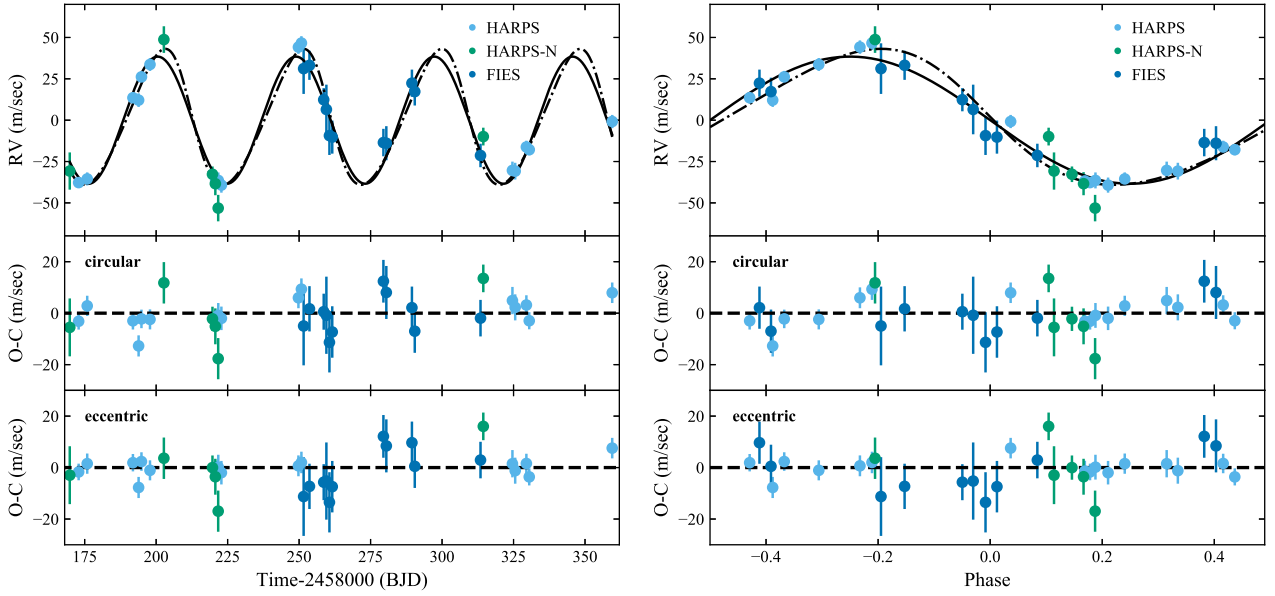 HARPS
HARPS-N
FIES
50
25
0
−25
−50
RV (m/sec)
circular
20
0
−20
O-C (m/sec)
eccentric
20
0
−20
O-C (m/sec)
175 200 225 250 275 300 325 350
Time-2458000 (BJD)
HARPS
HARPS-N
FIES
50
25
0
−25
−50
RV (m/sec)
circular
20
0
−20
O-C (m/sec)
eccentric
20
0
−20
O-C (m/sec)
−0.4 −0.2 0.0 0.2 0.4
Phase